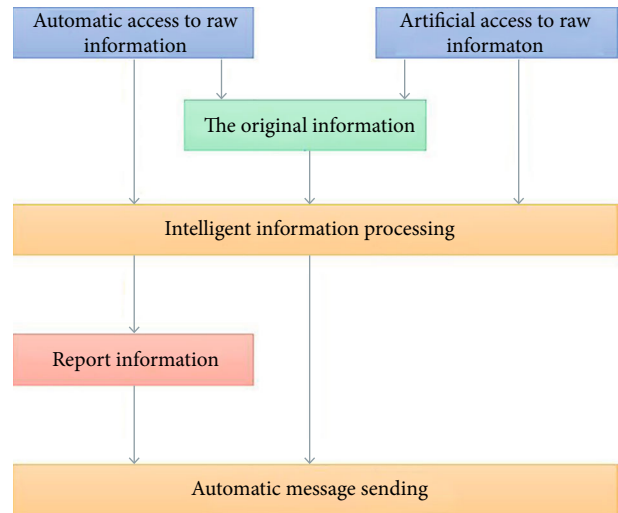 Automatic access to raw
information
Artificial access to raw
informaton
The original information
Intelligent information processing
Report information
Automatic message sending